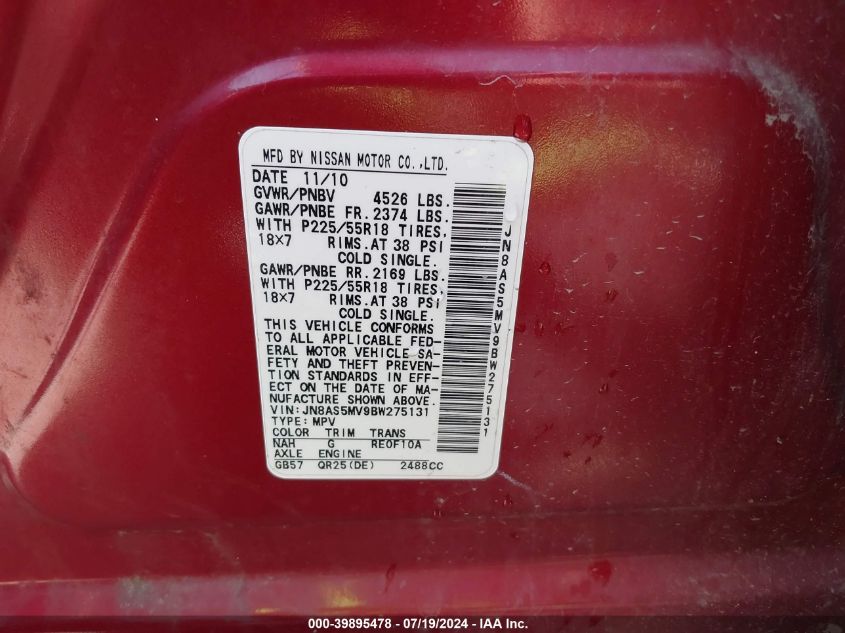 MFD BY NISSAN MOTOR CO.,LTD.
DATE 11/10
GVWR/PNBV 4526 LBS.
GAWR/PNBE FR. 2374 LBS.
WITH P225/55R18 TIRES,
18×7 RIMS.AT 38 PSI
COLD SINGLE.
GAWR/PNBE RR. 2169 LBS.
WITH P225/55R18 TIRES,
18×7 RIMS.AT 38 PSI
COLD SINGLE.
THIS VEHICLE CONFORMS
TO ALL APPLICABLE FED-
ERAL MOTOR VEHICLE SA-
FETY AND THEFT PREVEN-
TION STANDARDS IN EFF-
ECT ON THE DATE OF MA-
NUFACTURE SHOWN ABOVE.
VIN:JN8AS5MV9BW275131
TYPE:MPV
COLOR TRIM TRANS
NAH G RE0F10A
AXLE ENGINE
GB57 QR25(DE) 2488CC
JN8AS5MV9BW275131
000-39895478 - 07/19/2024 - IAA Inc.